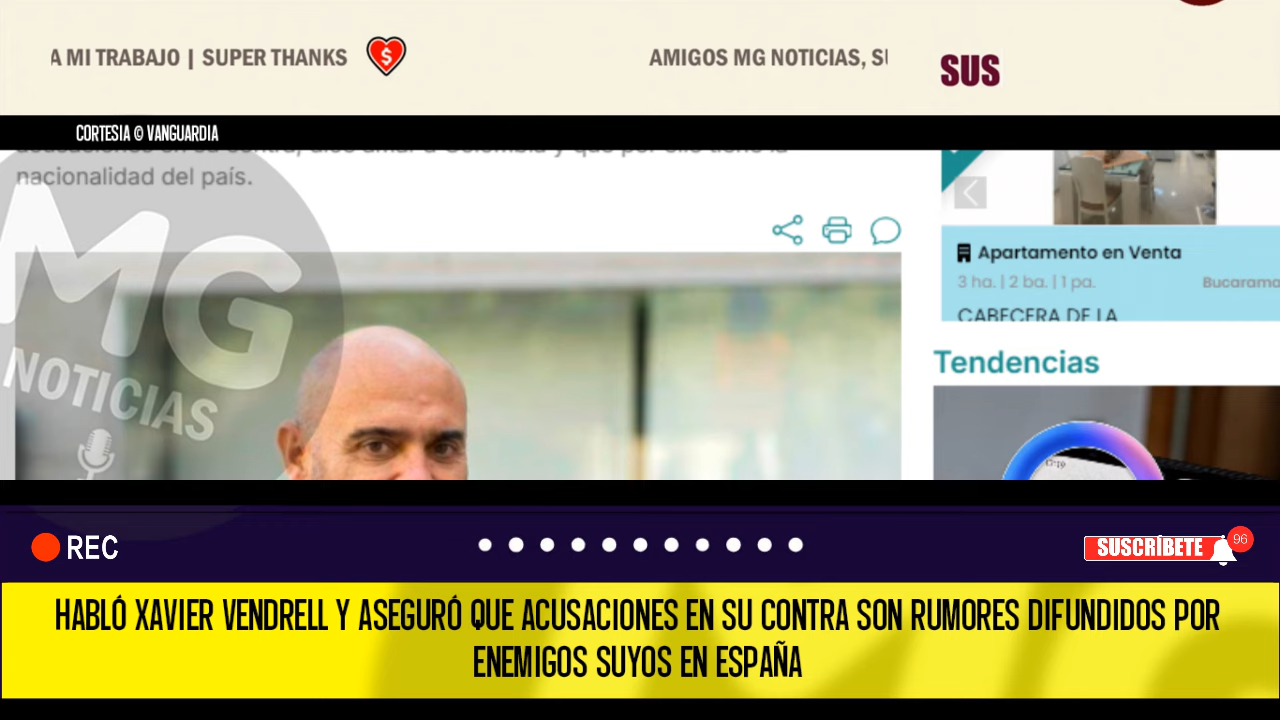 A MI TRABAJO | SUPER THANKS
AMIGOS MG NOTICIAS, SU
SUS
CORTESIA © VANGUARDIA
nacionalidad del país.
MG
NOTICIAS
Apartamento en Venta
3 ha. | 2 ba. | 1 pa.
Bucarama
CABECERA DE LA
Tendencias
REC
SUSCRÍBETE
96
HABLÓ XAVIER VENDRELL Y ASEGURÓ QUE ACUSACIONES EN SU CONTRA SON RUMORES DIFUNDIDOS POR
ENEMIGOS SUYOS EN ESPAÑA